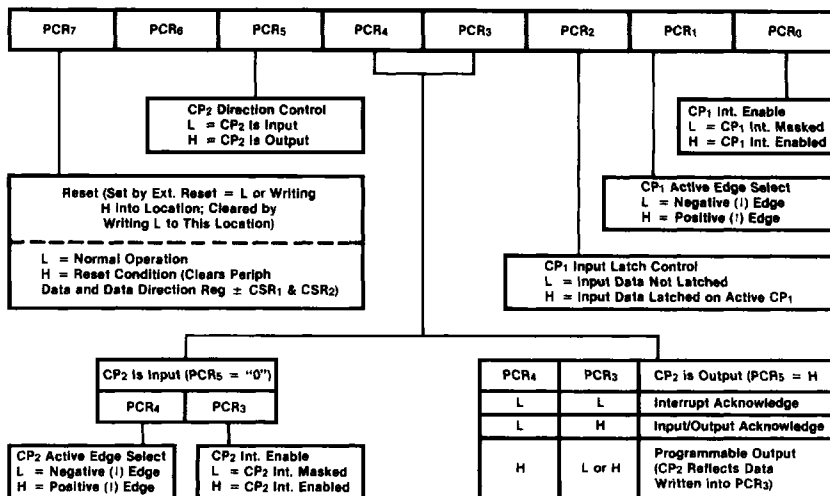 PCR7 PCR6 PCR5 PCR4 PCR3 PCR2 PCR1 PCR0
CP2 Direction Control
L = CP2 Is Input
H = CP2 Is Output
CP1 Int. Enable
L = CP1 Int. Masked
H = CP1 Int. Enabled
Reset (Set by Ext. Reset = L or Writing
H into Location; Cleared by
Writing L to This Location)
L = Normal Operation
H = Reset Condition (Clears Periph
Data and Data Direction Reg ± CSR1 & CSR2)
CP1 Active Edge Select
L = Negative (↓) Edge
H = Positive (↑) Edge
CP1 Input Latch Control
L = Input Data Not Latched
H = Input Data Latched on Active CP1
CP2 Is Input (PCR5 = "0")
PCR4 PCR3
CP2 Active Edge Select
L = Negative (↓) Edge
H = Positive (↑) Edge
CP2 Int. Enable
L = CP2 Int. Masked
H = CP2 Int. Enabled
PCR4 PCR3 CP2 is Output (PCR5 = H
L L Interrupt Acknowledge
L H Input/Output Acknowledge
H L or H Programmable Output
(CP2 Reflects Data
Written into PCR3)